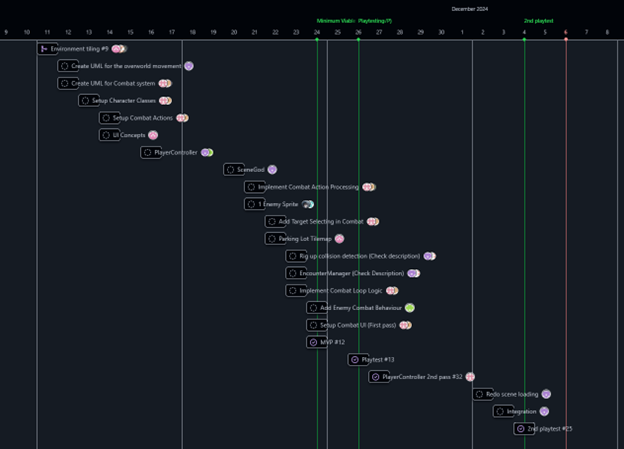 December 2024
Minimum Viabl- Playtesting(?)
2nd playtest
9 10 11 12 13 14 15 16 17 18 19 20 21 22 23 24 25 26 27 28 29 30 1 2 3 4 5 6 7 8
Environment tiling #9
Create UML for the overworld movement
Create UML for Combat system
Setup Character Classes
Setup Combat Actions
UI Concepts
PlayerController
SceneGod
Implement Combat Action Processing
1 Enemy Sprite
Add Target Selecting in Combat
Parking Lot Tilemap
Rig up collision detection (Check description)
EncounterManager (Check Description)
Implement Combat Loop Logic
Add Enemy Combat Behaviour
Setup Combat UI (First pass)
MVP #12
Playtest #13
PlayerController 2nd pass #32
Redo scene loading
Integration
2nd playtest #25